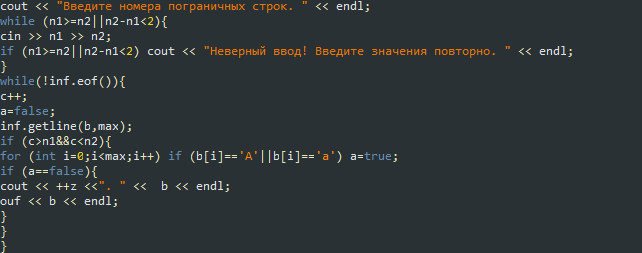 cout << "Введите номера пограничных строк. " << endl;
while (n1>=n2||n2-n1<2){
cin >> n1 >> n2;
if (n1>=n2||n2-n1<2) cout << "Неверный ввод! Введите значения повторно. " << endl;
}
while(!inf.eof()){
c++;
a=false;
inf.getline(b,max);
if (c>n1&&c<n2){
for (int i=0;i<max;i++) if (b[i]=='A'||b[i]=='a') a=true;
if (a==false){
cout << ++z <<". " <<  b << endl;
ouf << b << endl;
}
}
}